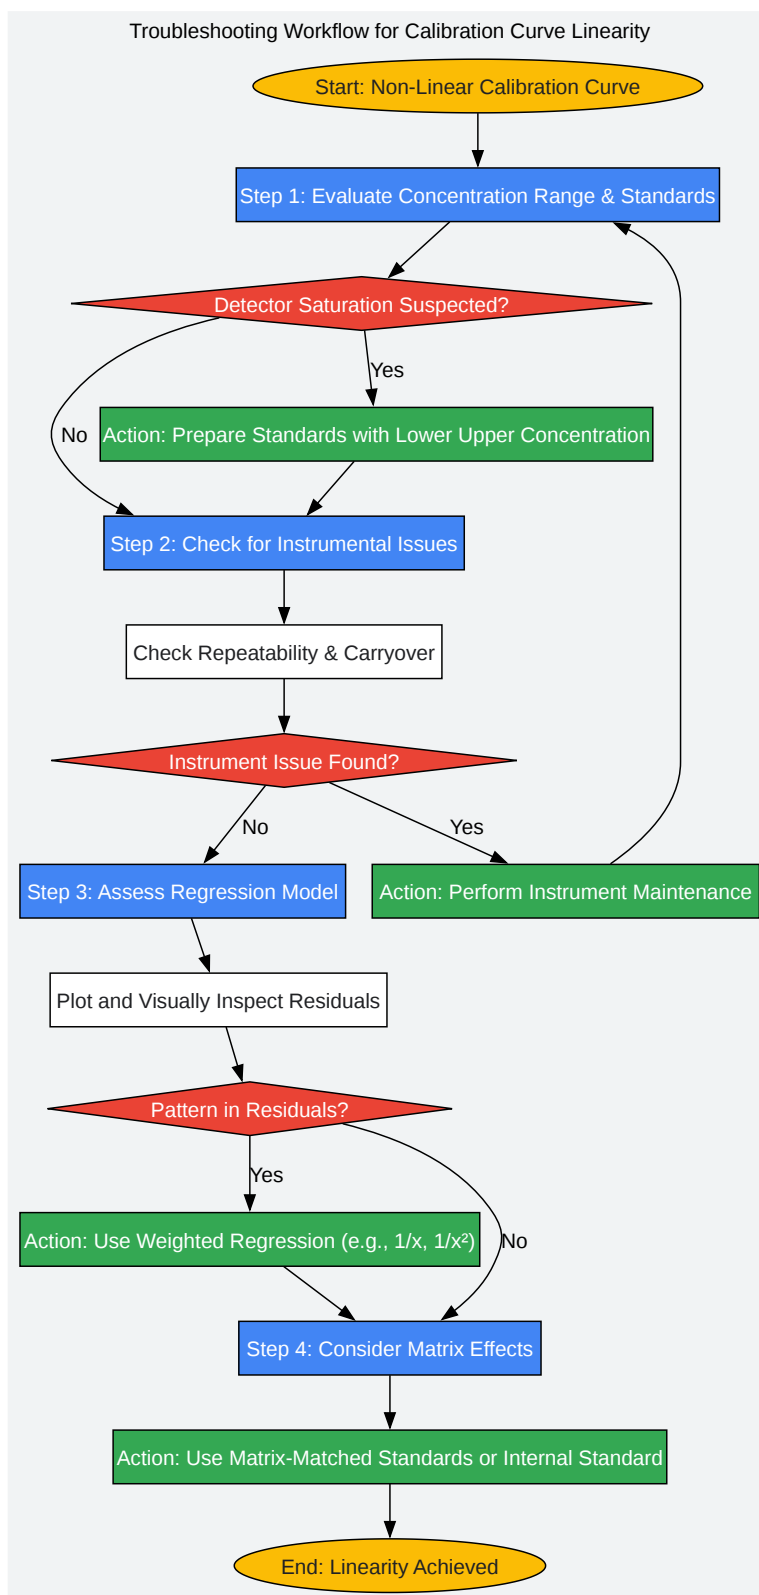 Troubleshooting Workflow for Calibration Curve Linearity
Start: Non-Linear Calibration Curve
Step 1: Evaluate Concentration Range & Standards
Detector Saturation Suspected?
Yes
No
Action: Prepare Standards with Lower Upper Concentration
Step 2: Check for Instrumental Issues
Check Repeatability & Carryover
Instrument Issue Found?
No
Yes
Step 3: Assess Regression Model
Action: Perform Instrument Maintenance
Plot and Visually Inspect Residuals
Pattern in Residuals?
Yes
Action: Use Weighted Regression (e.g., 1/x, 1/x²)
No
Step 4: Consider Matrix Effects
Action: Use Matrix-Matched Standards or Internal Standard
End: Linearity Achieved